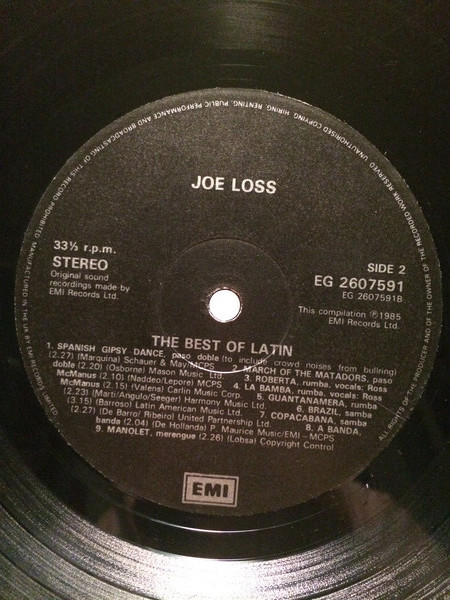 JOE LOSS
33⅓ r.p.m.
STEREO
Original sound
recordings made by
EMI Records Ltd.
SIDE 2
EG 2607591
EG 2607591B
This compilation ℗1985
EMI Records Ltd.
THE BEST OF LATIN
1. SPANISH GIPSY DANCE, paso doble (to include crowd noises from bullring)
(2.27) (Marquina) Schauer & May/MCPS 2. MARCH OF THE MATADORS, paso
doble (2.20) (Osborne) Mason Music Ltd. 3. ROBERTA, rumba, vocals: Ross
McManus (2.10) (Naddeo/Lepore) MCPS 4. LA BAMBA, rumba, vocals: Ross
McManus (2.15) (Valens) Carlin Music Corp. 5. GUANTANAMERA, rumba
(2.23) (Marti/Angulo/Seeger) Harmony Music Ltd. 6. BRAZIL, samba
(3.15) (Barroso) Latin American Music Ltd. 7. COPACABANA, samba
(2.27) (De Barro/ Ribeiro) United Partnership Ltd. 8. A BANDA,
banda (2.04) (De Hollanda) P. Maurice Music/EMI – MCPS
9. MANOLET, merengue (2.26) (Lobsa) Copyright Control
EMI
ALL RIGHTS OF THE PRODUCER AND OF THE OWNER OF THE RECORDED WORK RESERVED. UNAUTHORISED COPYING, HIRING, RENTING, PUBLIC PERFORMANCE AND BROADCASTING OF THIS RECORD PROHIBITED. MANUFACTURED IN THE UK BY EMI RECORDS LIMITED.